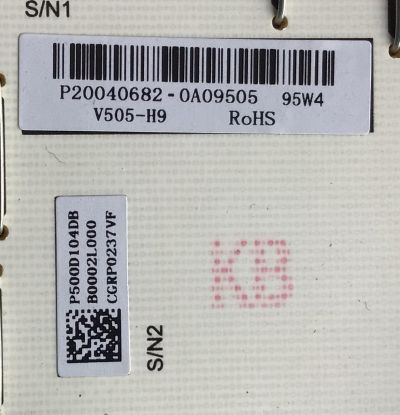 S/N1
P20040682-0A09505 95W4
V505-H9 RoHS
P500D104DB
B0002L000
CGRP0237VF
S/N2
KB